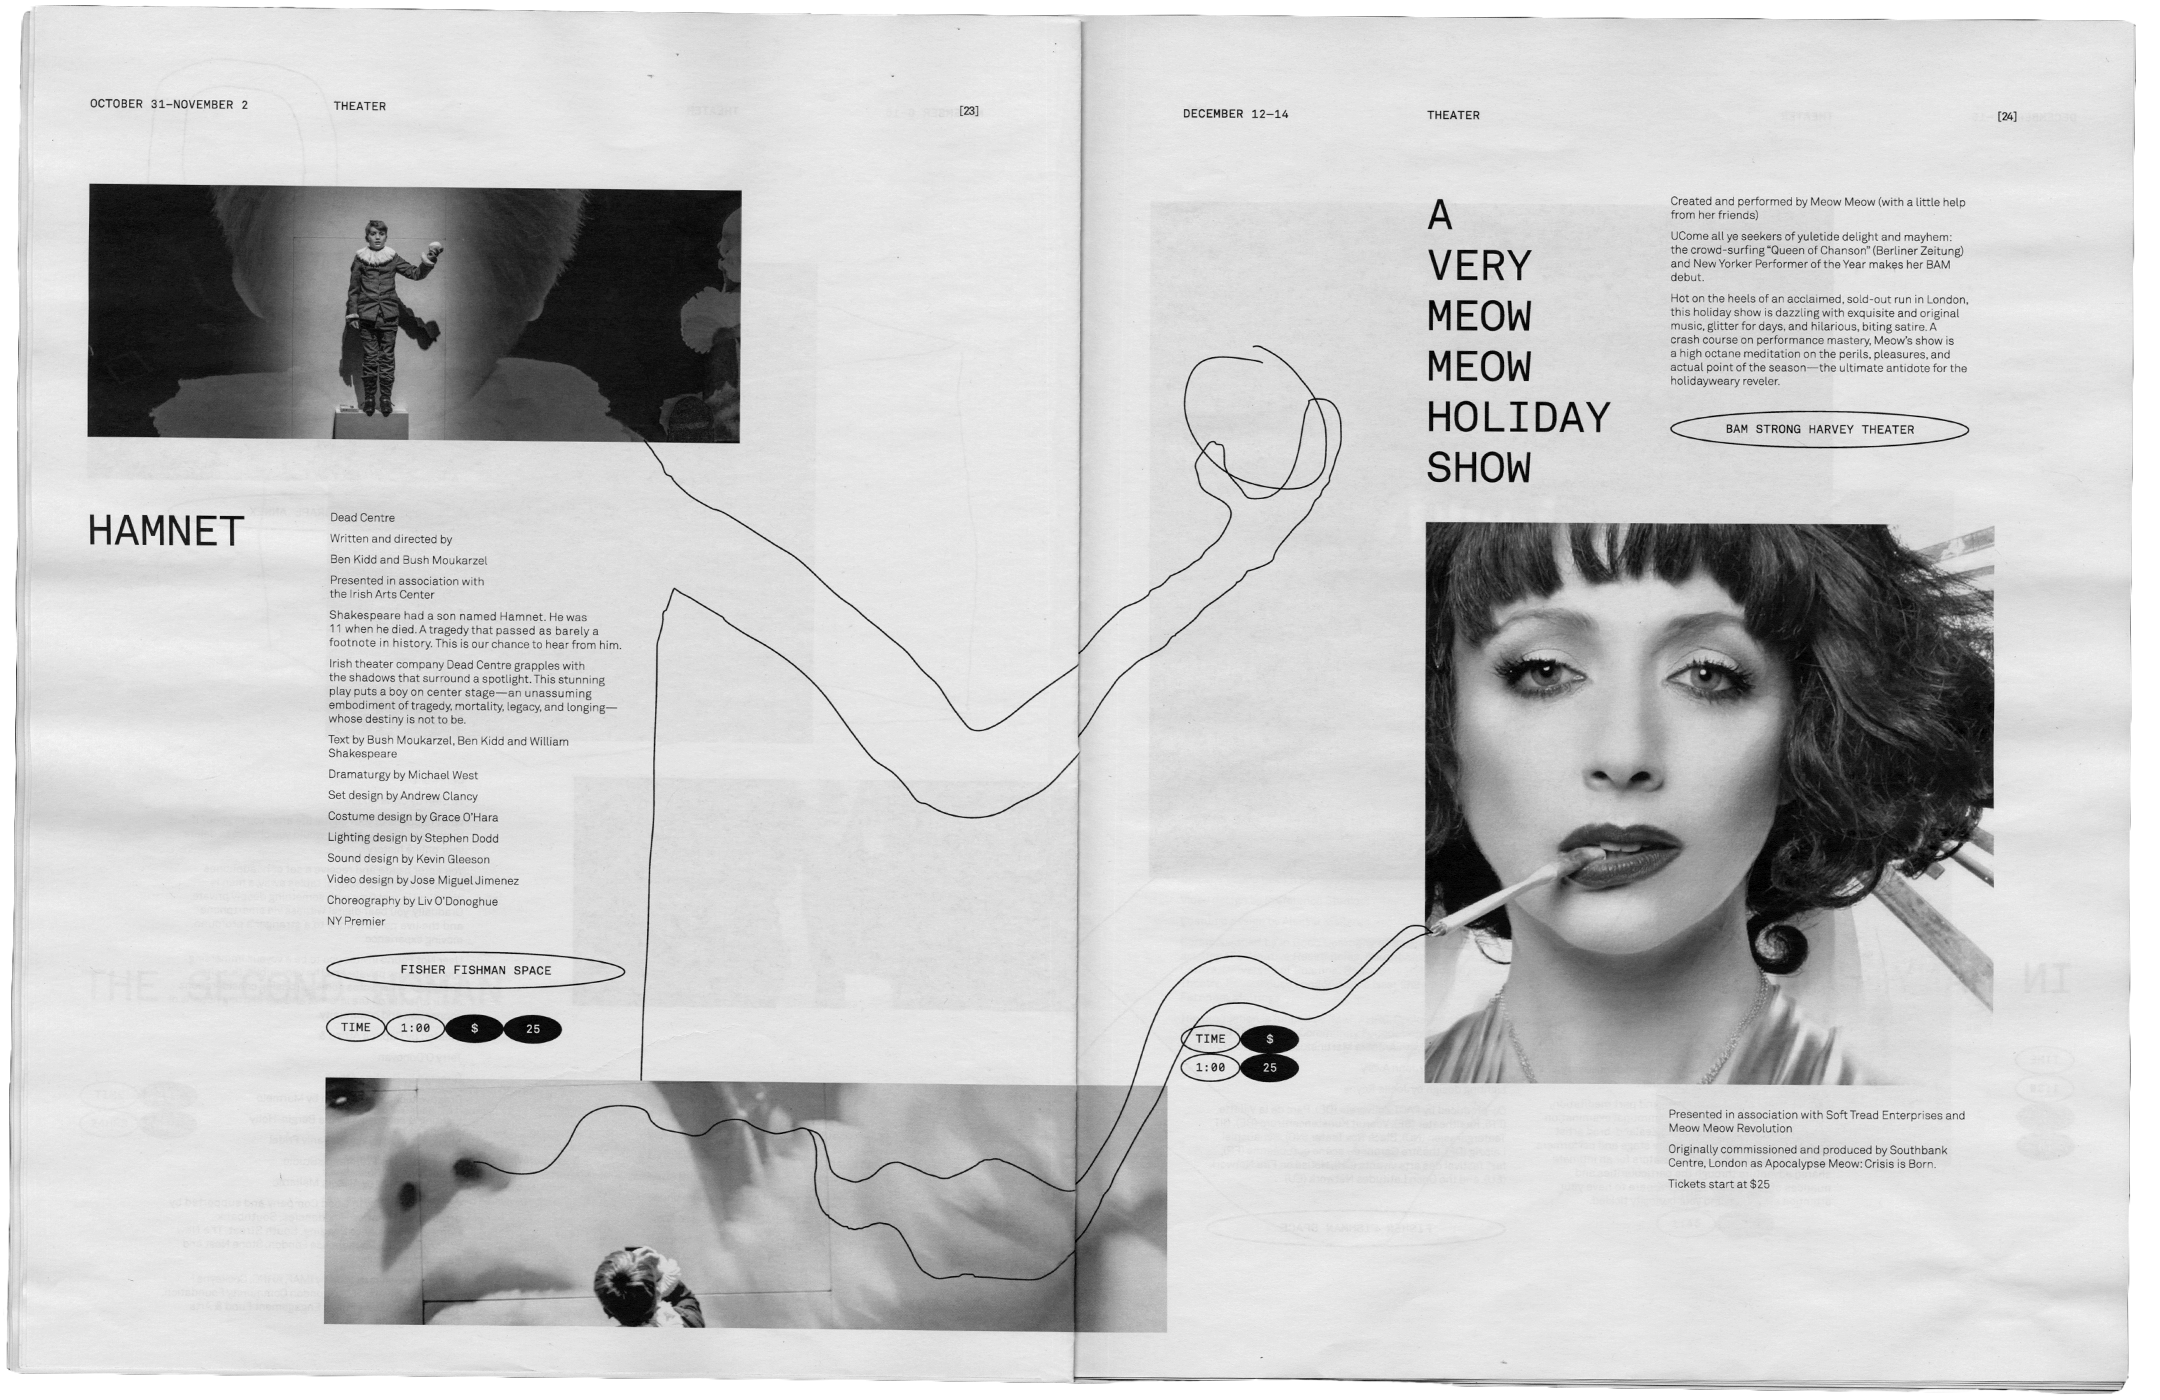 OCTOBER 31—NOVEMBER 2
THEATER
[23]
HAMNET
Dead Centre
Written and directed by
Ben Kidd and Bush Moukarzel
Presented in association with
the Irish Arts Center
Shakespeare had a son named Hamnet. He was
11 when he died. A tragedy that passed as barely a
footnote in history. This is our chance to hear from him.
Irish theater company Dead Centre grapples with
the shadows that surround a spotlight. This stunning
play puts a boy on center stage—an unassuming
embodiment of tragedy, mortality, legacy, and longing—
whose destiny is not to be.
Text by Bush Moukarzel, Ben Kidd and William
Shakespeare
Dramaturgy by Michael West
Set design by Andrew Clancy
Costume design by Grace O'Hara
Lighting design by Stephen Dodd
Sound design by Kevin Gleeson
Video design by Jose Miguel Jimenez
Choreography by Liv O'Donoghue
NY Premier
FISHER FISHMAN SPACE
TIME 1:00 $ 25
DECEMBER 12—14
THEATER
[24]
A
VERY
MEOW
MEOW
HOLIDAY
SHOW
Created and performed by Meow Meow (with a little help
from her friends)
UCome all ye seekers of yuletide delight and mayhem:
the crowd-surfing "Queen of Chanson" (Berliner Zeitung)
and New Yorker Performer of the Year makes her BAM
debut.
Hot on the heels of an acclaimed, sold-out run in London,
this holiday show is dazzling with exquisite and original
music, glitter for days, and hilarious, biting satire. A
crash course on performance mastery, Meow's show is
a high octane meditation on the perils, pleasures, and
actual point of the season—the ultimate antidote for the
holidayweary reveler.
BAM STRONG HARVEY THEATER
TIME $
1:00 25
Presented in association with Soft Tread Enterprises and
Meow Meow Revolution
Originally commissioned and produced by Southbank
Centre, London as Apocalypse Meow: Crisis is Born.
Tickets start at $25